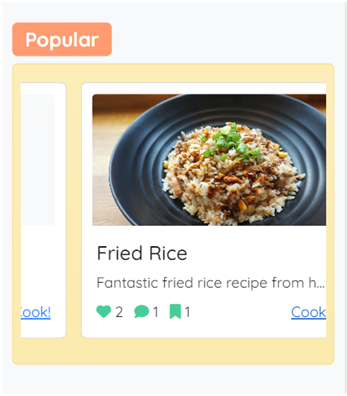 Popular
Fried Rice
Fantastic fried rice recipe from h...
2 1 1
Cook
ook!